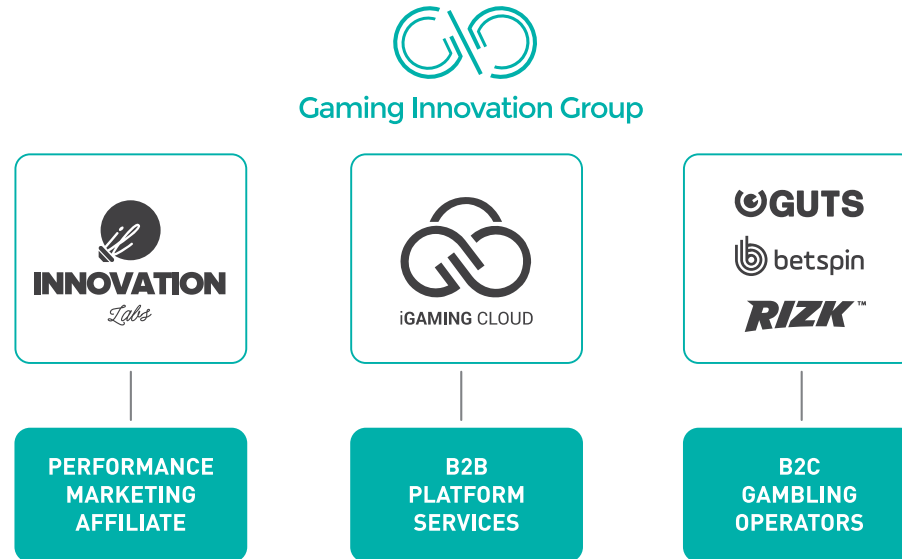 Gaming Innovation Group
INNOVATION
Labs
iGAMING CLOUD
GUTS
betspin
RIZK™
PERFORMANCE
MARKETING
AFFILIATE
B2B
PLATFORM
SERVICES
B2C
GAMBLING
OPERATORS